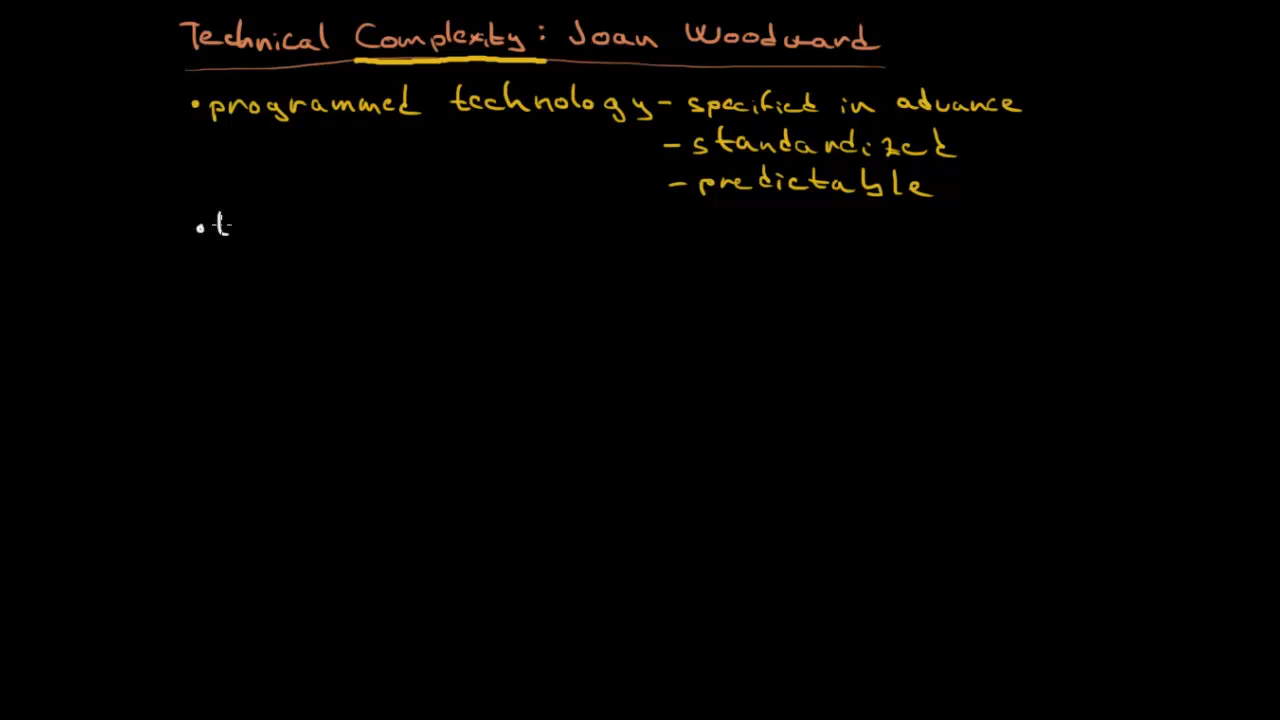 Technical Complexity: Joan Woodward
• programmed technology - specified in advance
- standardized
- predictable
• t